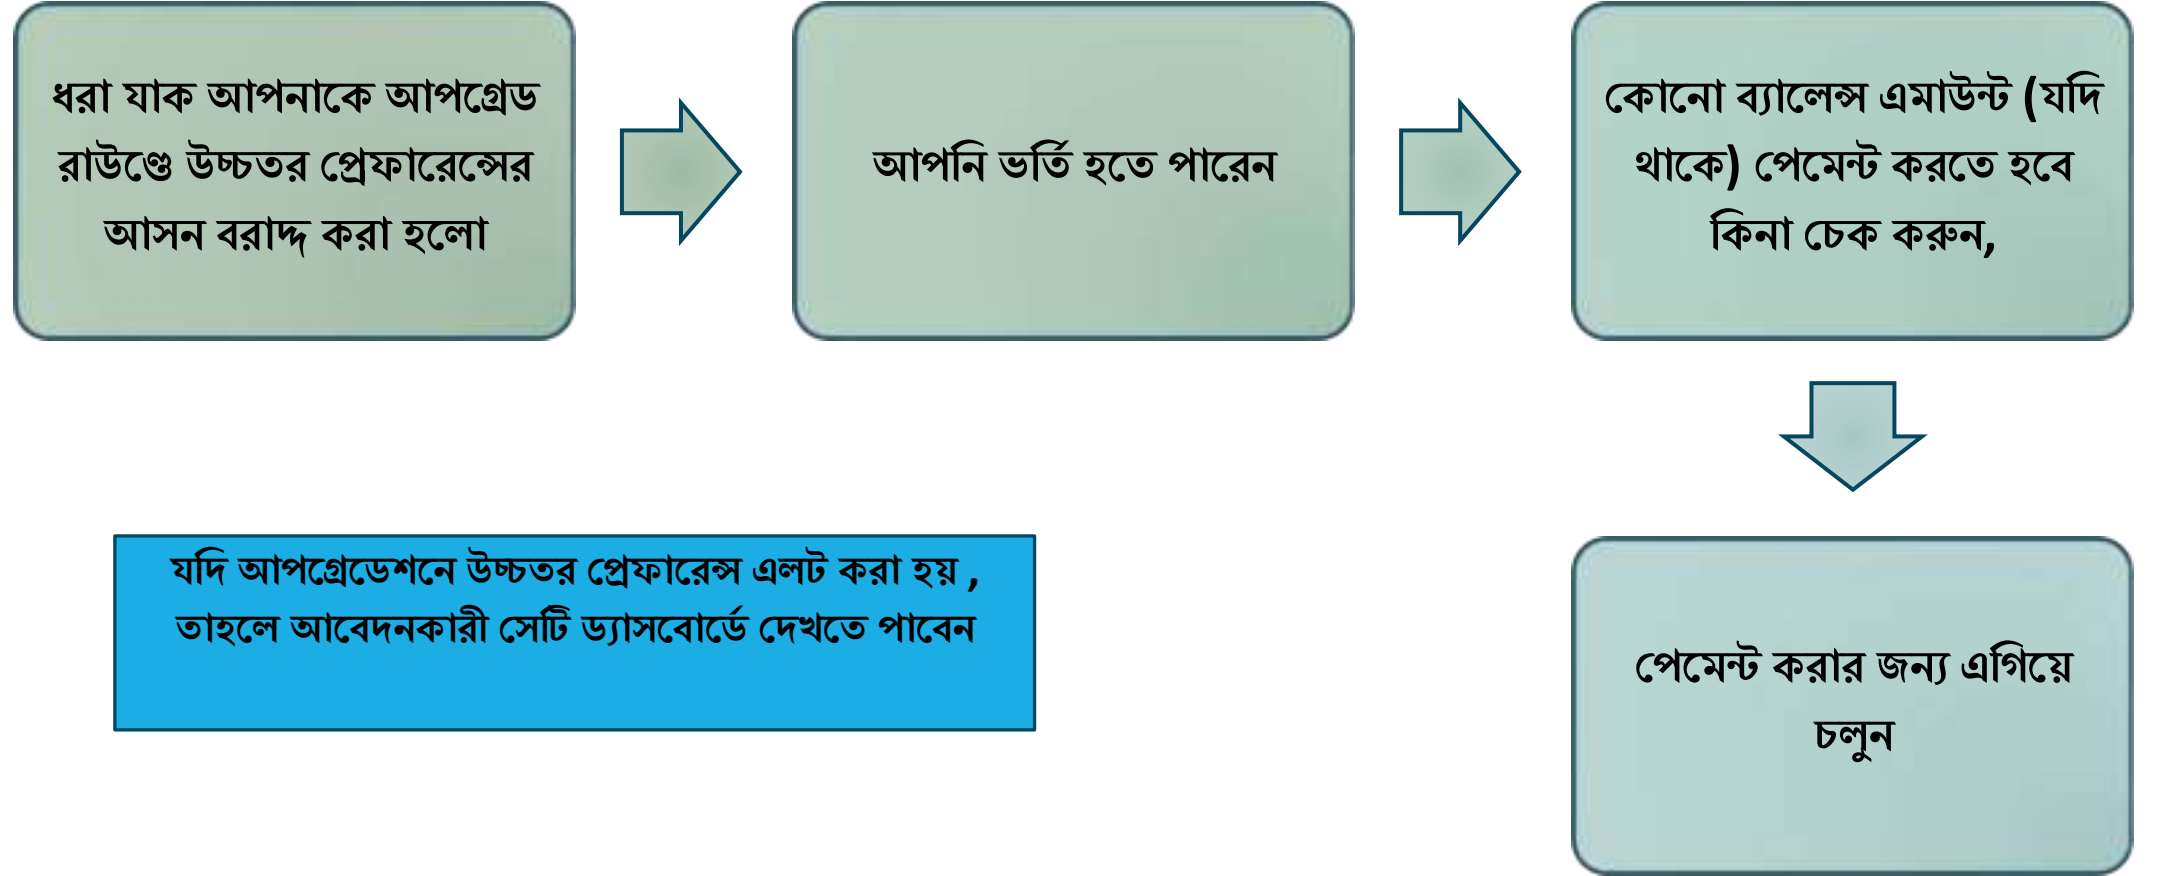 ধরা যাক আপনাকে আপগ্রেড
রাউণ্ডে উচ্চতর প্রেফারেন্সের
আসন বরাদ্দ করা হলো
আপনি ভর্তি হতে পারেন
কোনো ব্যালেন্স এমাউন্ট (যদি
থাকে) পেমেন্ট করতে হবে
কিনা চেক করুন,
পেমেন্ট করার জন্য এগিয়ে
চলুন
যদি আপগ্রেডেশনে উচ্চতর প্রেফারেন্স এলট করা হয় ,
তাহলে আবেদনকারী সেটি ড্যাসবোর্ডে দেখতে পাবেন